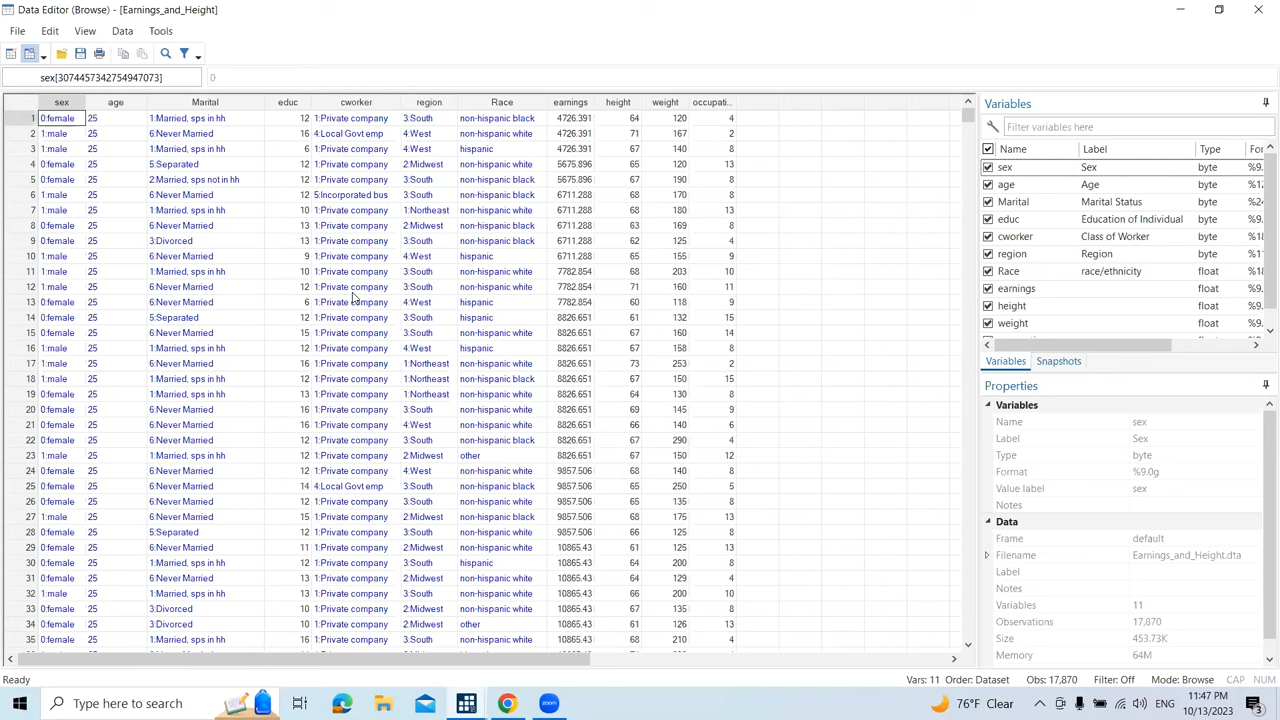 Data Editor (Browse) - [Earnings_and_Height]
File Edit View Data Tools
sex[3074457342754947073] 0
sex age Marital educ cworker region Race earnings height weight occupati...
1 0:female 25 1:Married, sps in hh 12 1:Private company 3:South non-hispanic black 4726.391 64 120 4
2 1:male 25 6:Never Married 16 4:Local Govt emp 4:West non-hispanic white 4726.391 71 167 2
3 1:male 25 1:Married, sps in hh 6 1:Private company 4:West hispanic 4726.391 67 140 8
4 0:female 25 5:Separated 12 1:Private company 2:Midwest non-hispanic white 5675.896 65 120 13
5 0:female 25 2:Married, sps not in hh 12 1:Private company 3:South non-hispanic black 5675.896 67 190 8
6 1:male 25 6:Never Married 12 5:Incorporated bus 3:South non-hispanic black 6711.288 68 170 8
7 1:male 25 1:Married, sps in hh 10 1:Private company 1:Northeast non-hispanic white 6711.288 68 180 13
8 0:female 25 6:Never Married 13 1:Private company 2:Midwest non-hispanic white 6711.288 63 169 8
9 0:female 25 3:Divorced 13 1:Private company 3:South non-hispanic black 6711.288 62 125 4
10 1:male 25 6:Never Married 9 1:Private company 4:West hispanic 6711.288 65 155 9
11 1:male 25 1:Married, sps in hh 12 1:Private company 3:South non-hispanic white 7782.854 68 203 10
12 1:male 25 6:Never Married 12 1:Private company 3:South non-hispanic white 7782.854 71 160 11
13 0:female 25 6:Never Married 6 1:Private company 4:West hispanic 7782.854 60 118 9
14 0:female 25 5:Separated 12 1:Private company 3:South hispanic 8826.651 61 132 15
15 0:female 25 6:Never Married 15 1:Private company 3:South non-hispanic white 8826.651 67 160 14
16 1:male 25 1:Married, sps in hh 12 1:Private company 4:West hispanic 8826.651 67 158 8
17 1:male 25 6:Never Married 16 1:Private company 1:Northeast non-hispanic white 8826.651 73 253 2
18 1:male 25 1:Married, sps in hh 12 1:Private company 1:Northeast non-hispanic black 8826.651 67 150 15
19 1:male 25 1:Married, sps in hh 13 1:Private company 1:Northeast non-hispanic white 8826.651 64 130 8
20 0:female 25 6:Never Married 16 1:Private company 3:South non-hispanic white 8826.651 69 145 9
21 0:female 25 6:Never Married 16 1:Private company 4:West non-hispanic white 8826.651 66 140 6
22 0:female 25 6:Never Married 12 1:Private company 3:South non-hispanic black 8826.651 67 290 4
23 1:male 25 1:Married, sps in hh 12 1:Private company 2:Midwest other 8826.651 67 150 12
24 0:female 25 6:Never Married 12 1:Private company 4:West non-hispanic white 9857.506 68 140 8
25 0:female 25 6:Never Married 14 4:Local Govt emp 3:South non-hispanic black 9857.506 65 250 5
26 0:female 25 6:Never Married 12 1:Private company 3:South non-hispanic white 9857.506 65 135 8
27 1:male 25 6:Never Married 15 1:Private company 2:Midwest non-hispanic black 9857.506 68 175 13
28 0:female 25 5:Separated 12 1:Private company 3:South non-hispanic white 9857.506 66 125 8
29 1:male 25 6:Never Married 11 1:Private company 2:Midwest non-hispanic white 10865.43 61 125 13
30 0:female 25 1:Married, sps in hh 12 1:Private company 3:South hispanic 10865.43 64 200 8
31 0:female 25 6:Never Married 13 1:Private company 2:Midwest non-hispanic white 10865.43 64 129 4
32 1:male 25 1:Married, sps in hh 13 1:Private company 3:South non-hispanic white 10865.43 66 200 10
33 0:female 25 3:Divorced 10 1:Private company 2:Midwest non-hispanic white 10865.43 67 135 8
34 0:female 25 3:Divorced 10 1:Private company 2:Midwest other 10865.43 61 126 13
35 0:female 25 1:Married, sps in hh 16 1:Private company 3:South non-hispanic white 10865.43 68 210 4
Variables
Filter variables here
Name Label Type Fo
sex Sex byte %9.
age Age byte %12
Marital Marital Status byte %24
educ Education of Individual byte %9.
cworker Class of Worker byte %18
region Region byte %1
Race race/ethnicity float %18
earnings float %9.
height float %9.
weight float %9.
Variables Snapshots
Properties
Variables
Name sex
Label Sex
Type byte
Format %9.0g
Value label sex
Notes
Data
Frame default
Filename Earnings_and_Height.dta
Label
Notes
Variables 11
Observations 17,870
Size 453.73K
Memory 64M
Ready Vars: 11 Order: Dataset Obs: 17,870 Filter: Off Mode: Browse CAP NUM
Type here to search zoom 76°F Clear ENG 11:47 PM
10/13/2023 3